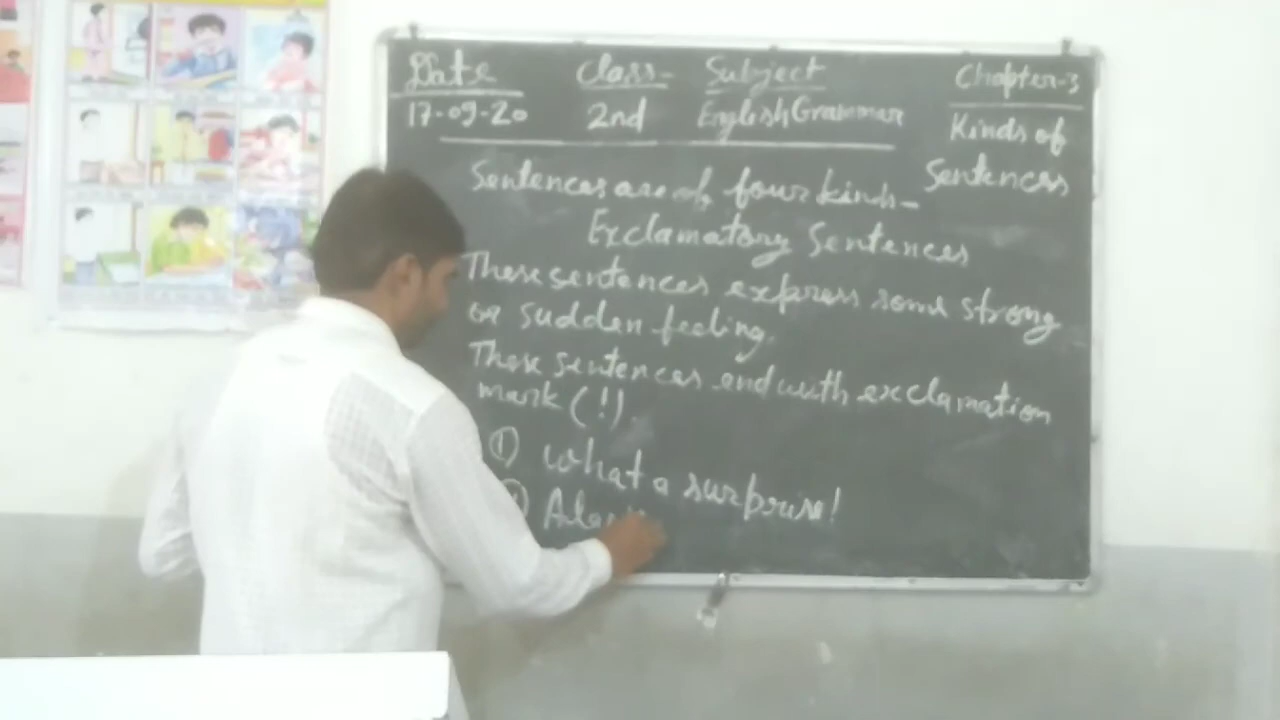 Date Class- Subject Chapter-3
17-09-20 2nd English Grammar Kinds of
Sentences
Sentences are of four kinds-
Exclamatory Sentences
These sentences express some strong
or sudden feeling.
These sentences end with exclamation
mark (!).
① What a surprise!